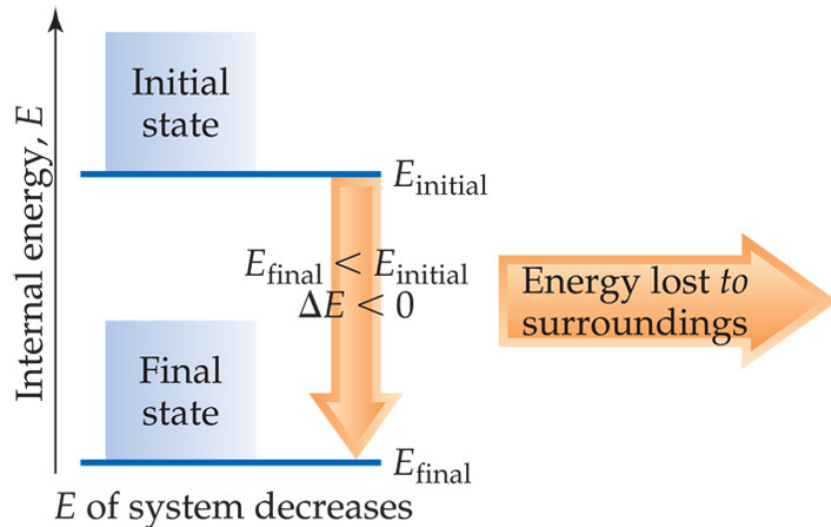 Internal energy, E
Initial
state
E_initial
E_final < E_initial
ΔE < 0
Energy lost to
surroundings
Final
state
E_final
E of system decreases